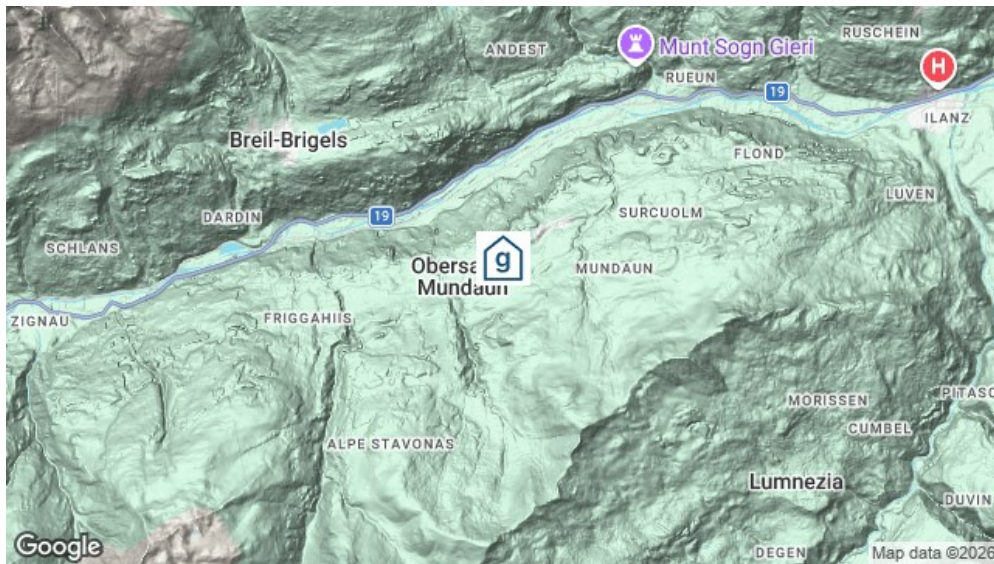 ANDEST
Munt Sogn Gieri
RUSCHEIN
RUEUN
19
H
ILANZ
Breil-Brigels
FLOND
LUVEN
DARDIN
19
SURCUOLM
SCHLANS
g
Obersa
Mundaun
MUNDAUN
ZIGNAU
FRIGGAHIIS
MORISSEN
PITASC
CUMBEL
ALPE STAVONAS
Lumnezia
DUVIN
Google
DEGEN
Map data ©2026